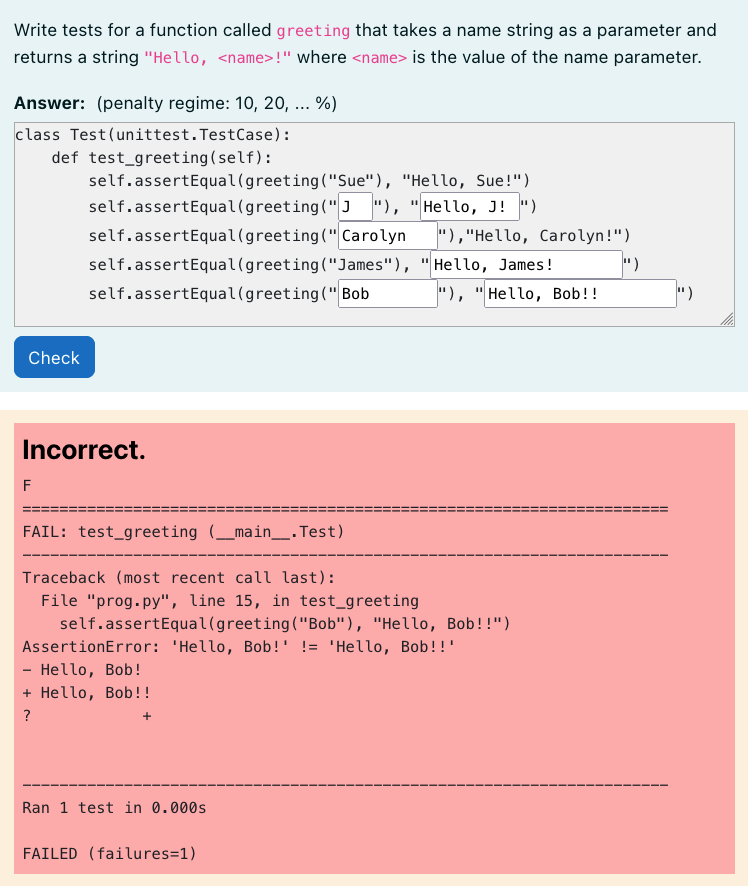 Write tests for a function called greeting that takes a name string as a parameter and
returns a string "Hello, <name>!" where <name> is the value of the name parameter.
Answer: (penalty regime: 10, 20, ... %)
class Test(unittest.TestCase):
    def test_greeting(self):
        self.assertEqual(greeting("Sue"), "Hello, Sue!")
        self.assertEqual(greeting("J"), "Hello, J!")
        self.assertEqual(greeting("Carolyn"),"Hello, Carolyn!")
        self.assertEqual(greeting("James"), "Hello, James!")
        self.assertEqual(greeting("Bob"), "Hello, Bob!!")
Check
Incorrect.
F
======================================================================
FAIL: test_greeting (__main__.Test)
----------------------------------------------------------------------
Traceback (most recent call last):
  File "prog.py", line 15, in test_greeting
    self.assertEqual(greeting("Bob"), "Hello, Bob!!")
AssertionError: 'Hello, Bob!' != 'Hello, Bob!!'
- Hello, Bob!
+ Hello, Bob!!
?            +
----------------------------------------------------------------------
Ran 1 test in 0.000s
FAILED (failures=1)